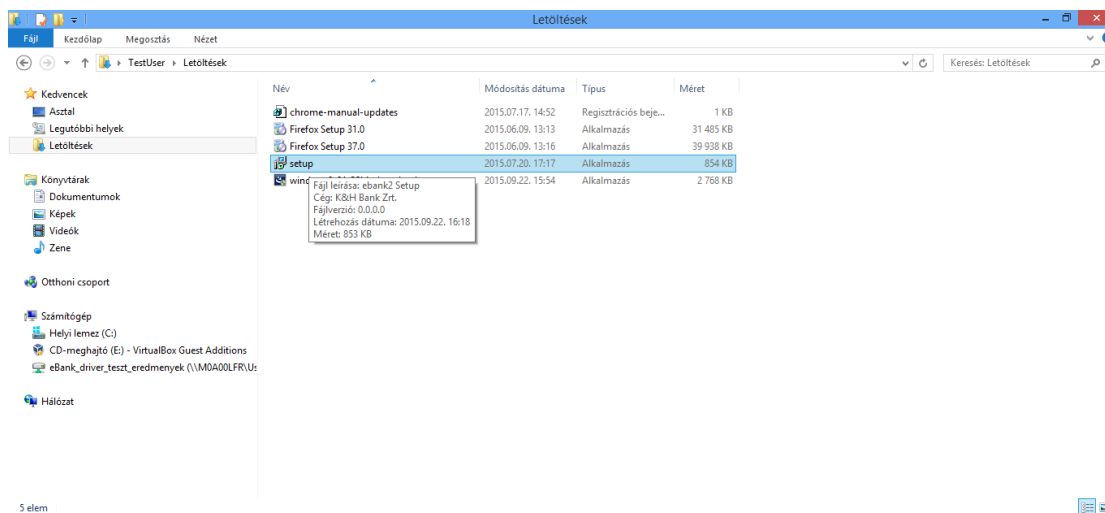 Letöltések
Fájl Kezdőlap Megosztás Nézet
TestUser Letöltések
Keresés: Letöltések
Kedvencek
Asztal
Legutóbbi helyek
Letöltések
Könyvtárak
Dokumentumok
Képek
Videók
Zene
Otthoni csoport
Számítógép
Helyi lemez (C:)
CD-meghajtó (E:) - VirtualBox Guest Additions
eBank_driver_teszt_eredmenyek (\\M0A00LFR\Us
Hálózat
Név Módosítás dátuma Típus Méret
chrome-manual-updates 2015.07.17. 14:52 Regisztrációs beje... 1 KB
Firefox Setup 31.0 2015.06.09. 13:13 Alkalmazás 31 485 KB
Firefox Setup 37.0 2015.06.09. 13:16 Alkalmazás 39 938 KB
setup 2015.07.20. 17:17 Alkalmazás 854 KB
2015.09.22. 15:54 Alkalmazás 2 768 KB
Fájl leírása: ebank2 Setup
Cég: K&H Bank Zrt.
Fájlverzió: 0.0.0.0
Létrehozás dátuma: 2015.09.22. 16:18
Méret: 853 KB
5 elem